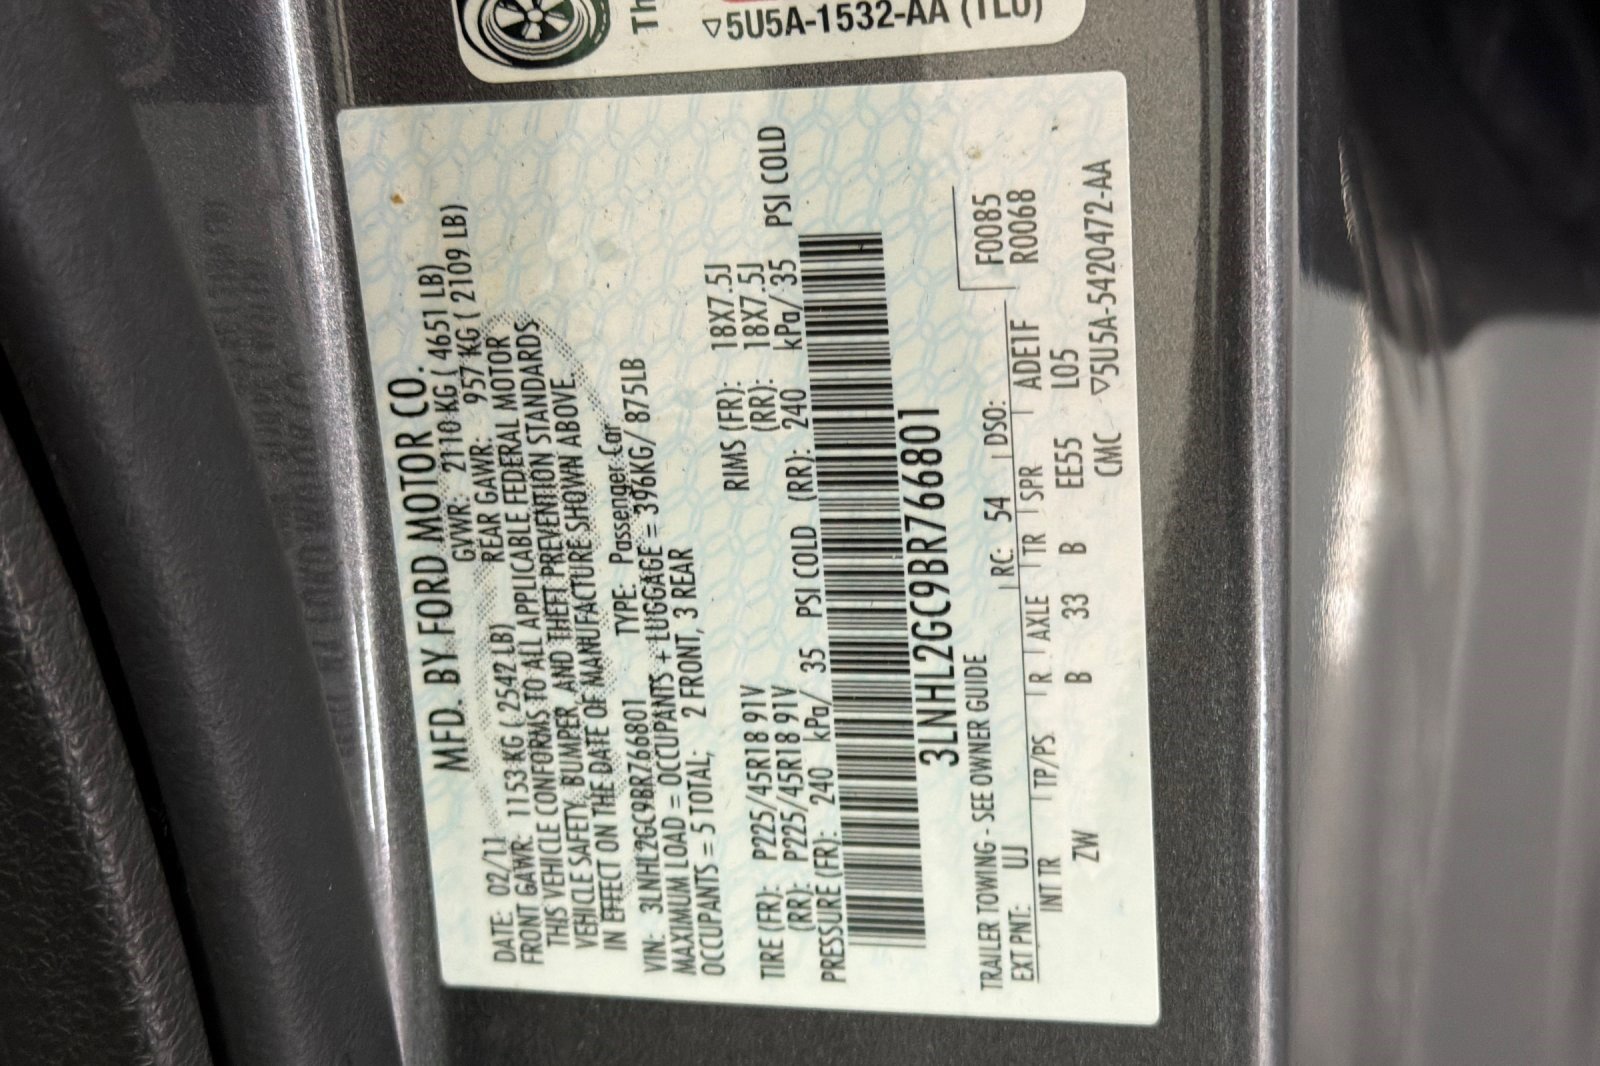 Th
▽5U5A-1532-AA (TLU)
MFD. BY FORD MOTOR CO.
DATE: 02/11 GVWR: 2110 KG ( 4651 LB)
FRONT GAWR: 1153 KG ( 2542 LB) REAR GAWR: 957 KG ( 2109 LB)
THIS VEHICLE CONFORMS TO ALL APPLICABLE FEDERAL MOTOR
VEHICLE SAFETY, BUMPER, AND THEFT PREVENTION STANDARDS
IN EFFECT ON THE DATE OF MANUFACTURE SHOWN ABOVE.
VIN: 3LNHL2GC9BR766801 TYPE: Passenger Car
MAXIMUM LOAD = OCCUPANTS + LUGGAGE = 396KG/ 875LB
OCCUPANTS = 5 TOTAL; 2 FRONT, 3 REAR
TIRE (FR): P225/45R18 91V RIMS (FR): 18X7.5J
(RR): P225/45R18 91V (RR): 18X7.5J
PRESSURE (FR): 240 kPa/ 35 PSI COLD (RR): 240 kPa/ 35 PSI COLD
3LNHL2GC9BR766801
TRAILER TOWING - SEE OWNER GUIDE
EXT PNT: UJ RC: 54 DSO: F0085
R0068
INT TR TP/PS R AXLE TR SPR ADE1F
ZW B 33 B EE55 L05
CMC ▽5U5A-5420472-AA